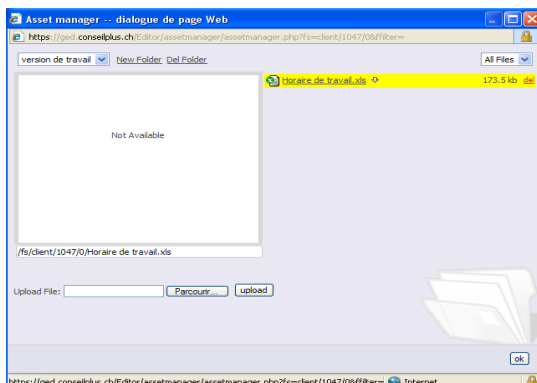 Asset manager -- dialogue de page Web
https://ged.conseilplus.ch/Editor/assetmanager/assetmanager.php?fs=client/1047/0&ffilter=
version de travail New Folder Del Folder All Files
Horaire de travail.xls 173.5 kb del
Not Available
/fs/client/1047/0/Horaire de travail.xls
Upload File: Parcourir... upload
ok
https://ged.conseilplus.ch/Editor/assetmanager/assetmanager.php?fs=client/1047/0&ffilter= Internet